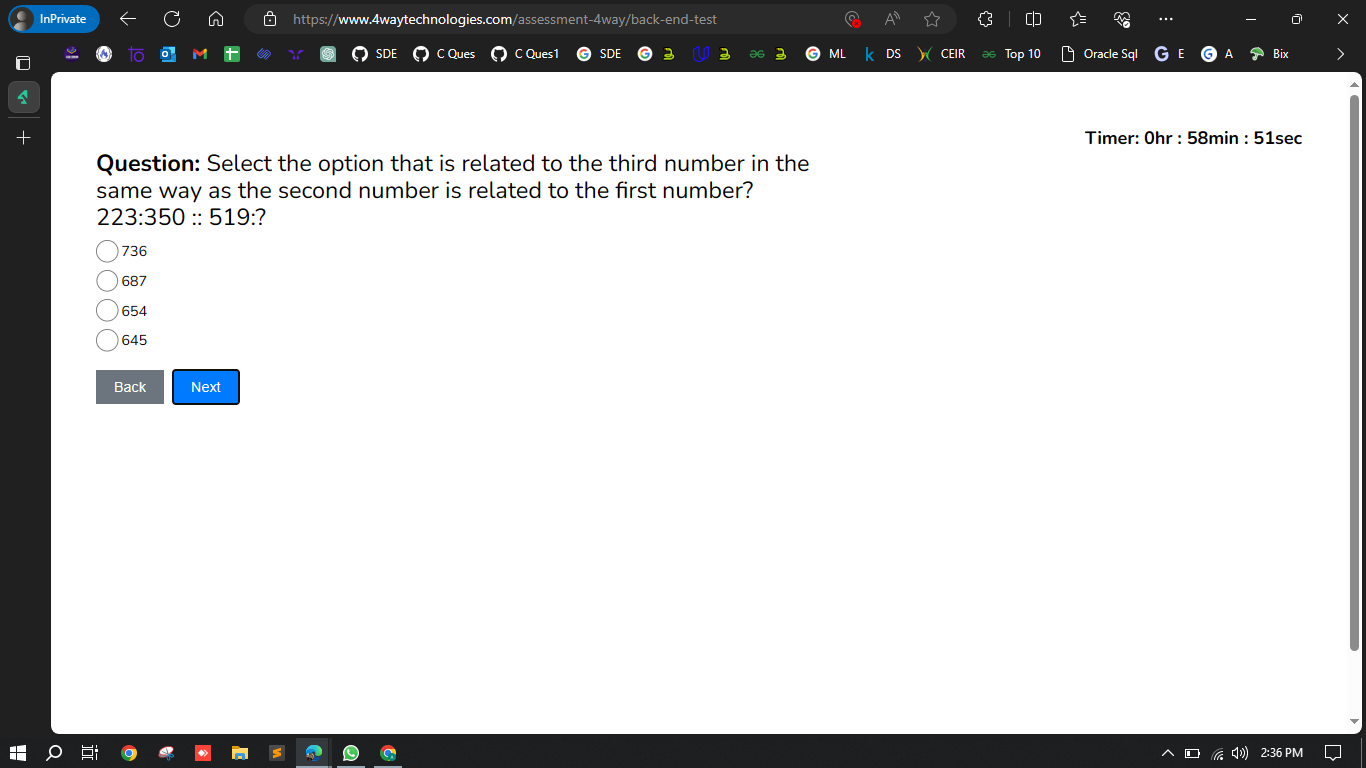 InPrivate
https://www.4waytechnologies.com/assessment-4way/back-end-test
SDE
C Ques
C Ques1
SDE
ML
DS
CEIR
Top 10
Oracle Sql
E
A
Bix
Timer: 0hr : 58min : 51sec
Question: Select the option that is related to the third number in the
same way as the second number is related to the first number?
223:350 :: 519:?
736
687
654
645
Back
Next
2:36 PM